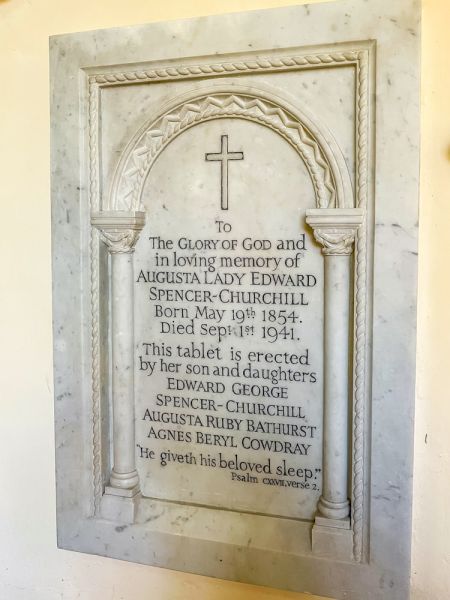 To
The GLORY OF GOD and
in loving memory of
AUGUSTA LADY EDWARD
SPENCER-CHURCHILL
Born May 19th 1854.
Died Sept 1st 1941.
This tablet is erected
by her son and daughters
EDWARD GEORGE
SPENCER-CHURCHILL
AUGUSTA RUBY BATHURST
AGNES BERYL COWDRAY
"He giveth his beloved sleep."
Psalm CXXVII, verse 2.